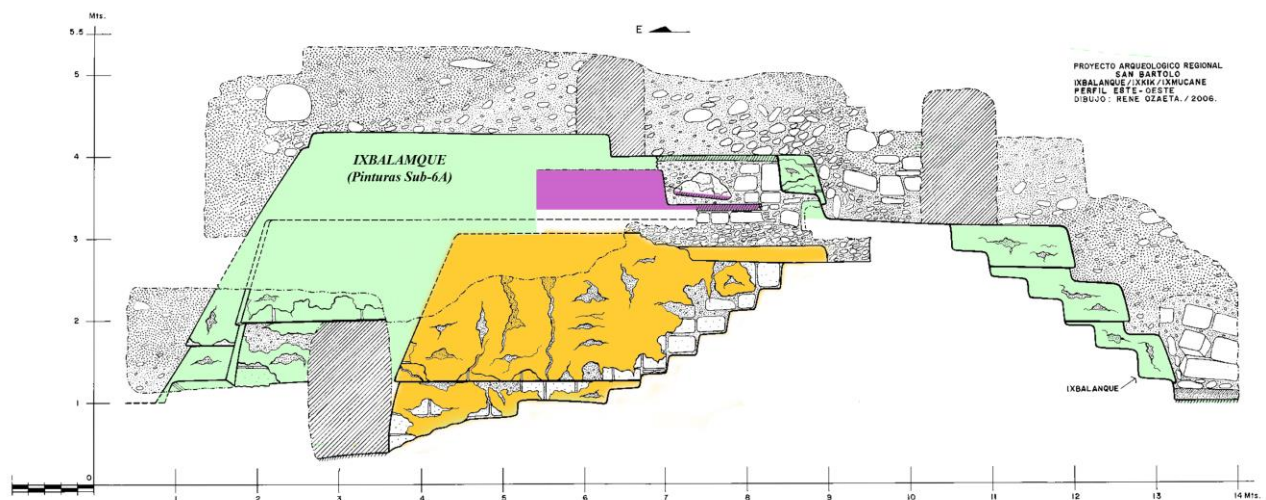 Mts.
5.5
5
4
3
2
1
0
E
PROYECTO ARQUEOLOGICO REGIONAL
SAN BARTOLO
IXBALANQUE/IXKIK/IXMUCANE
PERFIL ESTE-OESTE
DIBUJO: RENE OZAETA./2006.
IXBALAMQUE
(Pinturas Sub-6A)
IXBALANQUE
1 2 3 4 5 6 7 8 9 10 11 12 13 14 Mts.